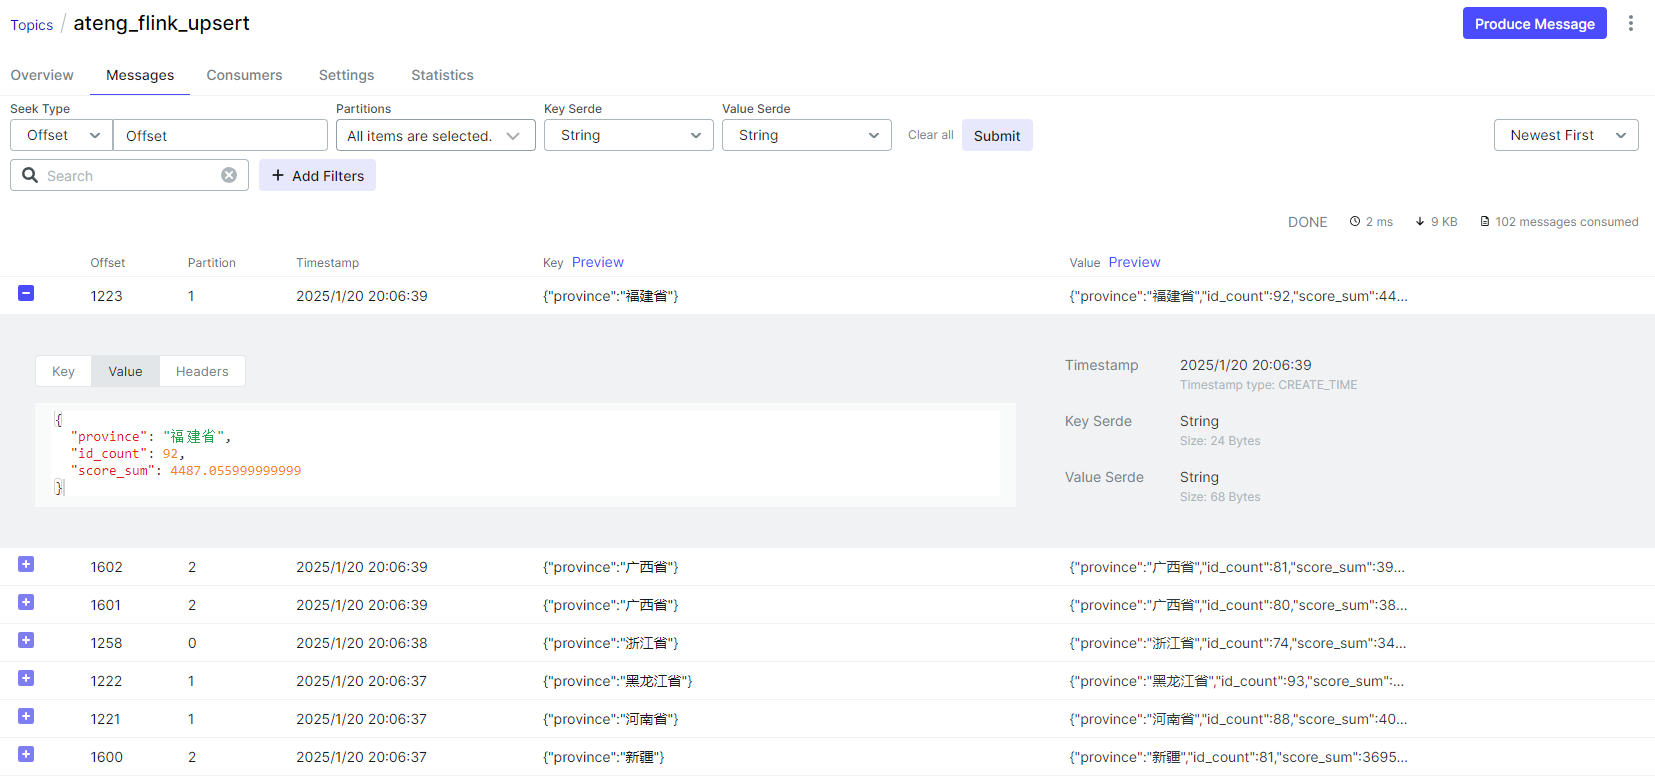 Topics / ateng_flink_upsert
Produce Message
Overview Messages Consumers Settings Statistics
Seek Type Partitions Key Serde Value Serde
Offset Offset All items are selected. String String Clear all Submit Newest First
Search + Add Filters
DONE 2 ms 9 KB 102 messages consumed
Offset Partition Timestamp Key Preview Value Preview
1223 1 2025/1/20 20:06:39 {"province":"福建省"} {"province":"福建省","id_count":92,"score_sum":44...
Key Value Headers
{
"province": "福建省",
"id_count": 92,
"score_sum": 4487.055999999999
}
Timestamp 2025/1/20 20:06:39
Timestamp type: CREATE_TIME
Key Serde String
Size: 24 Bytes
Value Serde String
Size: 68 Bytes
1602 2 2025/1/20 20:06:39 {"province":"广西省"} {"province":"广西省","id_count":81,"score_sum":39...
1601 2 2025/1/20 20:06:39 {"province":"广西省"} {"province":"广西省","id_count":80,"score_sum":38...
1258 0 2025/1/20 20:06:38 {"province":"浙江省"} {"province":"浙江省","id_count":74,"score_sum":34...
1222 1 2025/1/20 20:06:37 {"province":"黑龙江省"} {"province":"黑龙江省","id_count":93,"score_sum":...
1221 1 2025/1/20 20:06:37 {"province":"河南省"} {"province":"河南省","id_count":88,"score_sum":40...
1600 2 2025/1/20 20:06:37 {"province":"新疆"} {"province":"新疆","id_count":81,"score_sum":3695...